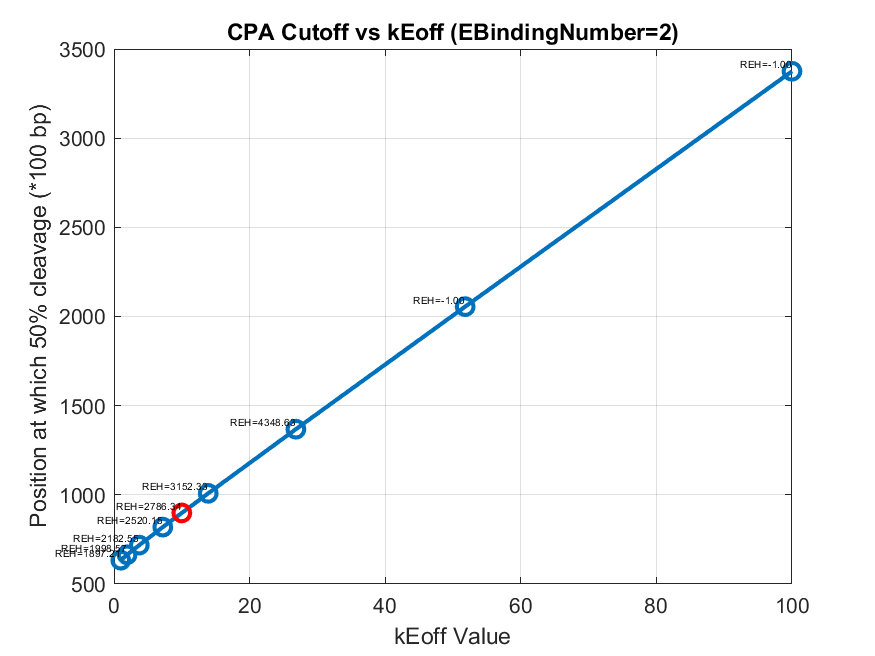 CPA Cutoff vs kEoff (EBindingNumber=2)
Position at which 50% cleavage (*100 bp)
3500
3000
2500
2000
1500
1000
500
REH=-1.00
REH=-1.00
REH=4348.63
REH=3152.33
REH=2786.34
REH=2520.15
REH=2182.55
0
20
40
60
80
100
kEoff Value